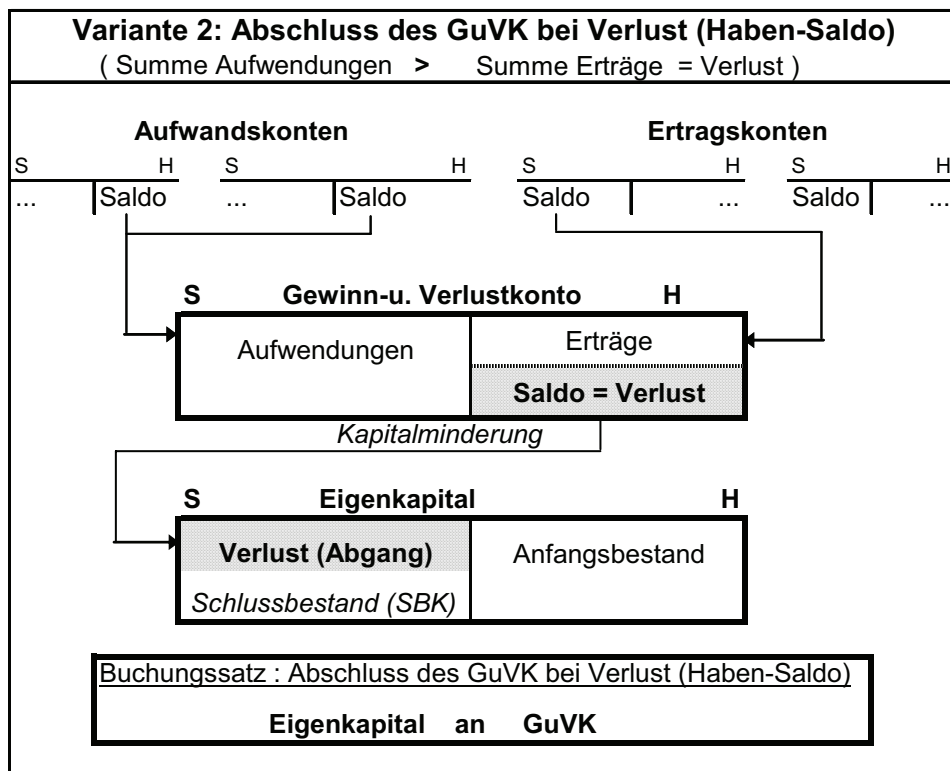 Variante 2: Abschluss des GuVK bei Verlust (Haben-Saldo)
( Summe Aufwendungen > Summe Erträge = Verlust )
Aufwandskonten Ertragskonten
S H S H S H S H
... Saldo ... Saldo Saldo ... Saldo ...
S Gewinn-u. Verlustkonto H
Aufwendungen Erträge
Saldo = Verlust
Kapitalminderung
S Eigenkapital H
Verlust (Abgang) Anfangsbestand
Schlussbestand (SBK)
Buchungssatz : Abschluss des GuVK bei Verlust (Haben-Saldo)
Eigenkapital an GuVK